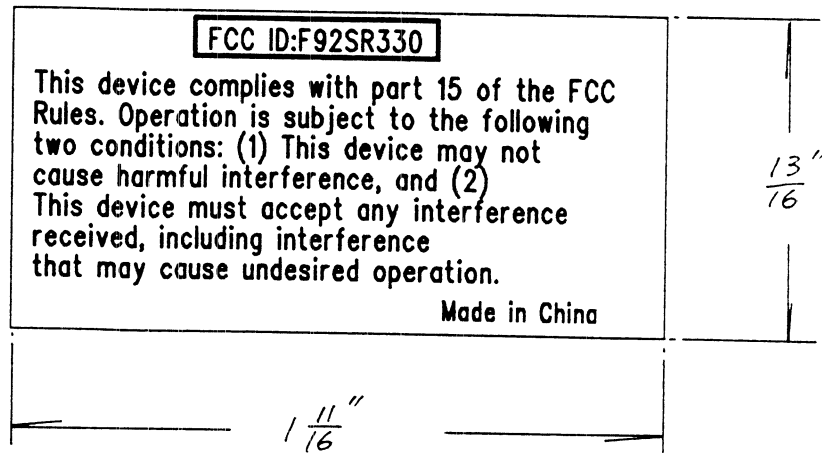 FCC ID:F92SR330
This device complies with part 15 of the FCC
Rules. Operation is subject to the following
two conditions: (1) This device may not
cause harmful interference, and (2)
This device must accept any interference
received, including interference
that may cause undesired operation.
Made in China
13/16"
1 11/16"